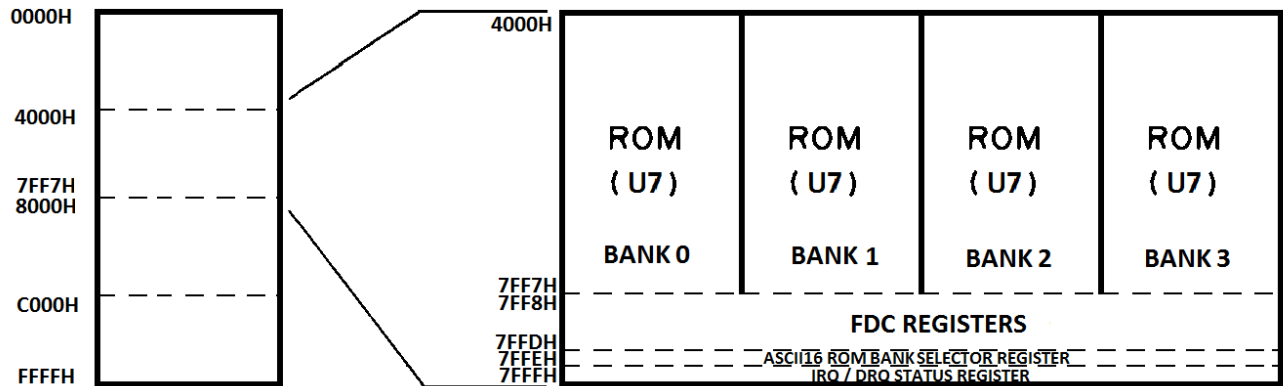 0000H
4000H
7FF7H
8000H
C000H
FFFFH
4000H
7FF7H
7FF8H
7FFDH
7FFEH
7FFFH
ROM
(U7)
BANK 0
ROM
(U7)
BANK 1
ROM
(U7)
BANK 2
ROM
(U7)
BANK 3
FDC REGISTERS
ASCII16 ROM BANK SELECTOR REGISTER
IRQ / DRQ STATUS REGISTER